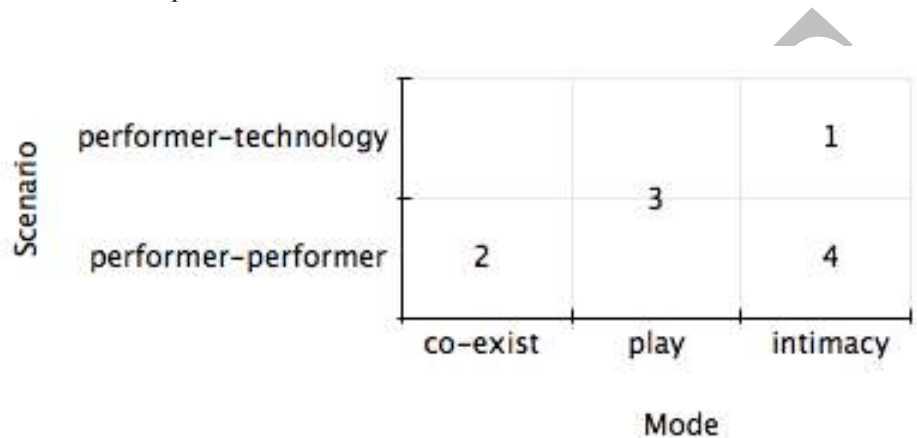 Scenario
performer-technology
1
3
performer-performer
2
4
co-exist
play
intimacy
Mode